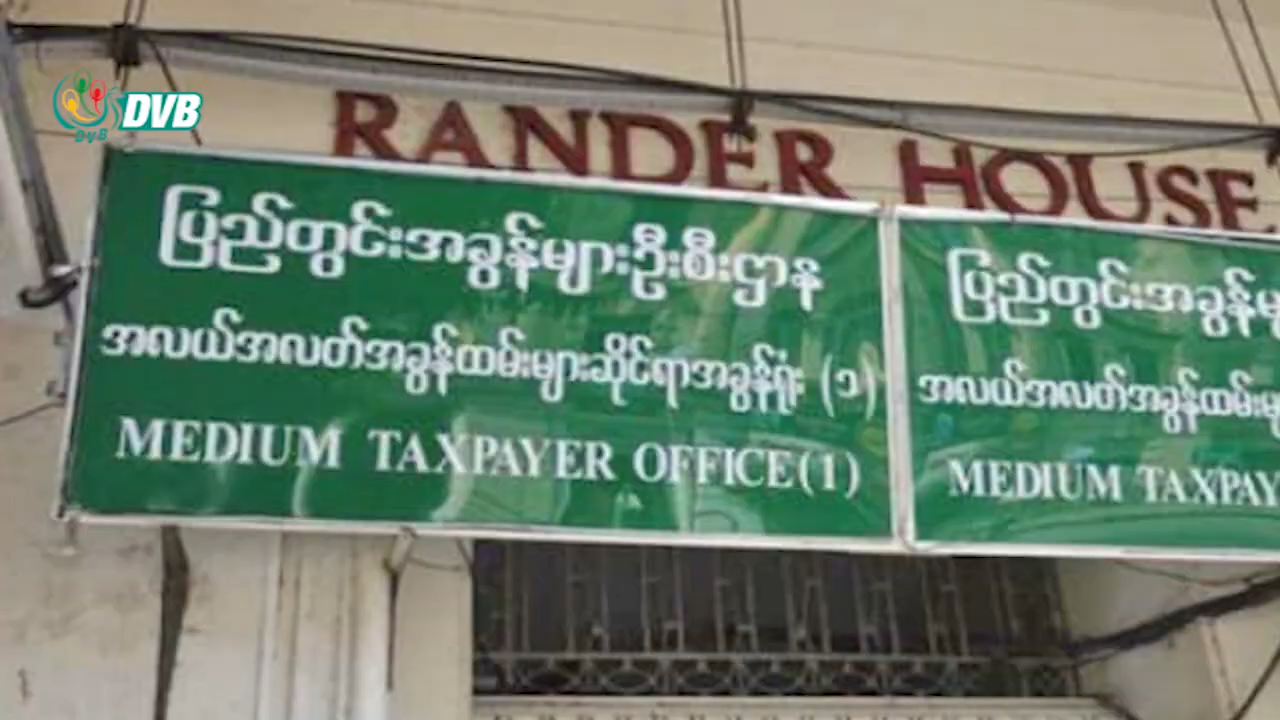 DVB
DVB
RANDER HOUSE
ပြည်တွင်းအခွန်များဦးစီးဌာန
အလယ်အလတ်အခွန်ထမ်းများဆိုင်ရာအခွန်ရုံး (၁)
MEDIUM TAXPAYER OFFICE(1)
ပြည်တွင်းအခွန်
အလယ်အလတ်အခွန်ထမ်း
MEDIUM TAXPAY